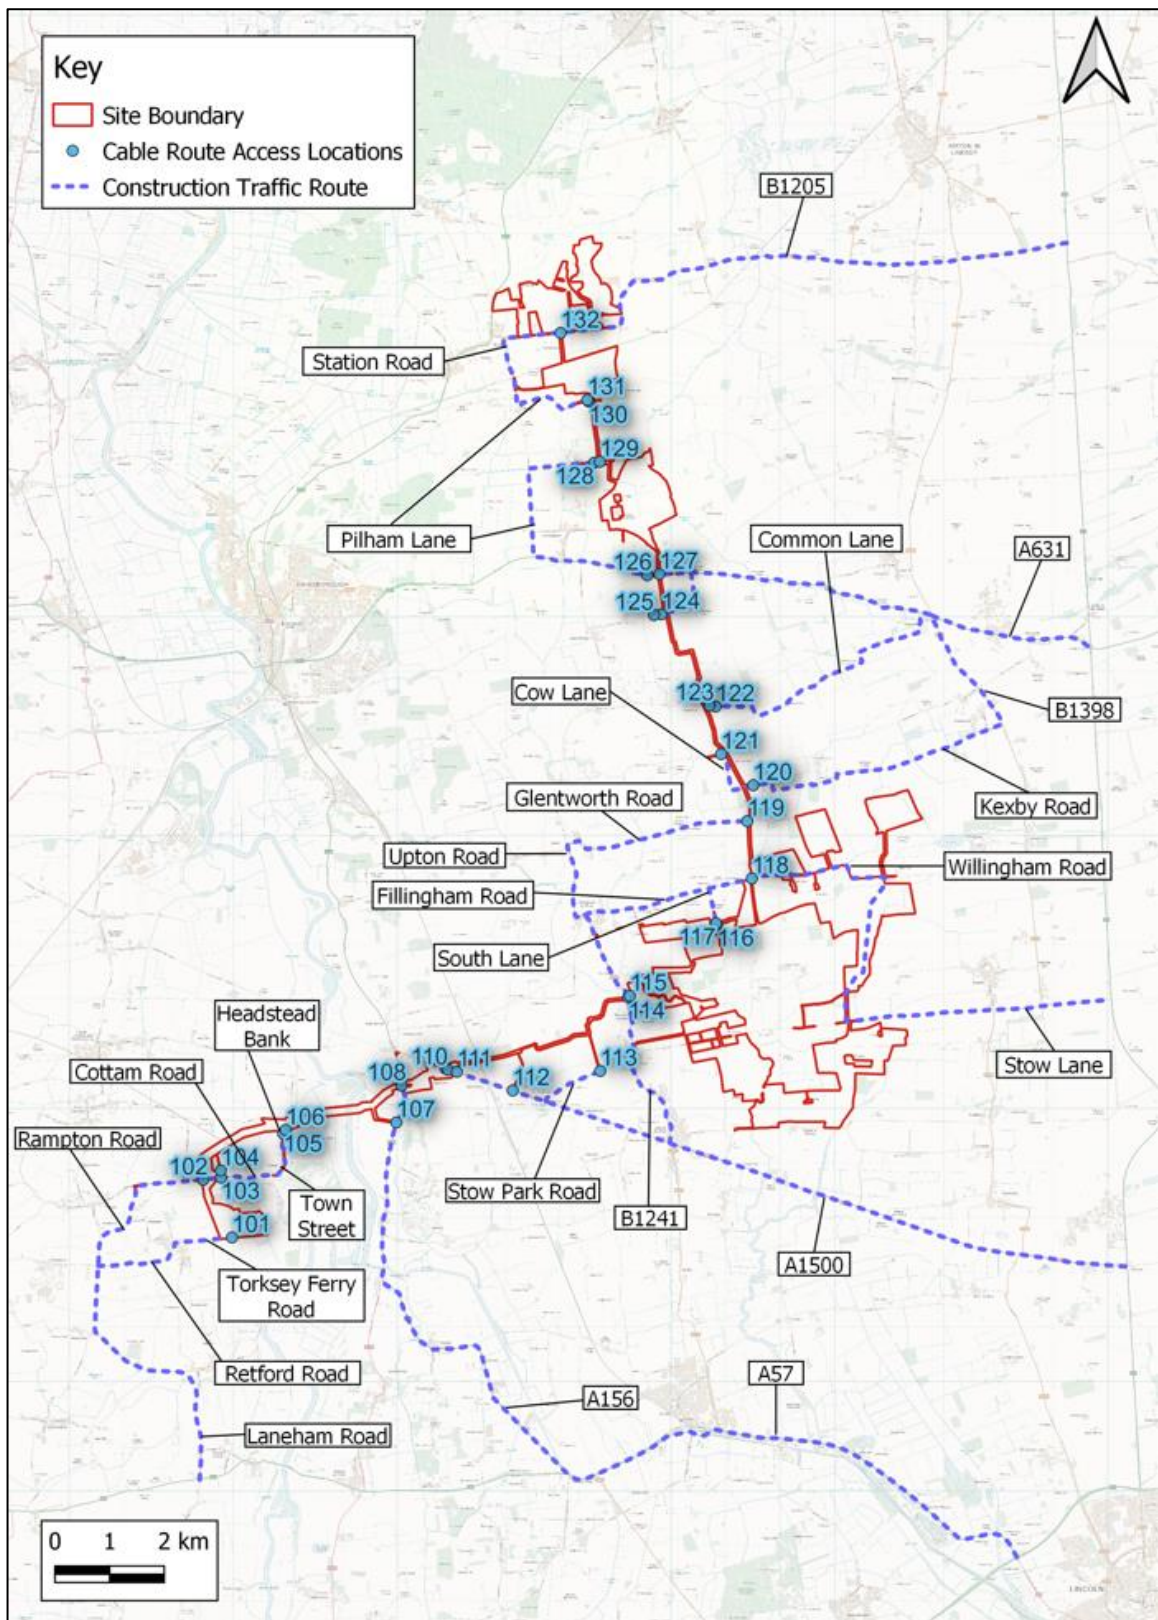 Key
Site Boundary
Cable Route Access Locations
Construction Traffic Route
B1205
132
Station Road
131
130
129
128
Pilham Lane
Common Lane
A631
126
127
125
124
Cow Lane
123
122
B1398
121
120
Glentworth Road
Kexby Road
119
Upton Road
118
Willingham Road
Fillingham Road
117
116
South Lane
115
114
Headstead
Bank
Stow Lane
Cottam Road
110
111
113
108
112
Rampton Road
106
107
105
102
104
103
Town
Street
Stow Park Road
B1241
101
A1500
Torksey Ferry
Road
Retford Road
A57
A156
Laneham Road
0 1 2 km
LINCOLN